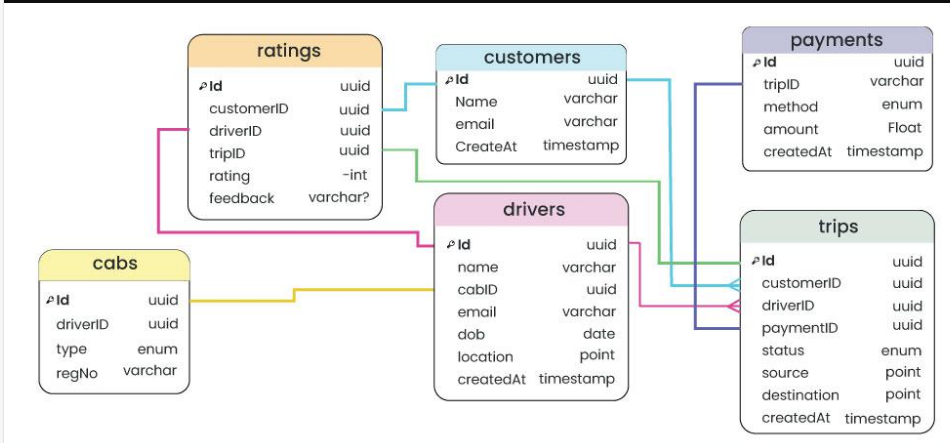 ratings
Id uuid
customerID uuid
driverID uuid
tripID uuid
rating -int
feedback varchar?
customers
Id uuid
Name varchar
email varchar
CreateAt timestamp
payments
Id uuid
tripID varchar
method enum
amount Float
createdAt timestamp
cabs
Id uuid
driverID uuid
type enum
regNo varchar
drivers
Id uuid
name varchar
cabID uuid
email varchar
dob date
location point
createdAt timestamp
trips
Id uuid
customerID uuid
driverID uuid
paymentID uuid
status enum
source point
destination point
createdAt timestamp